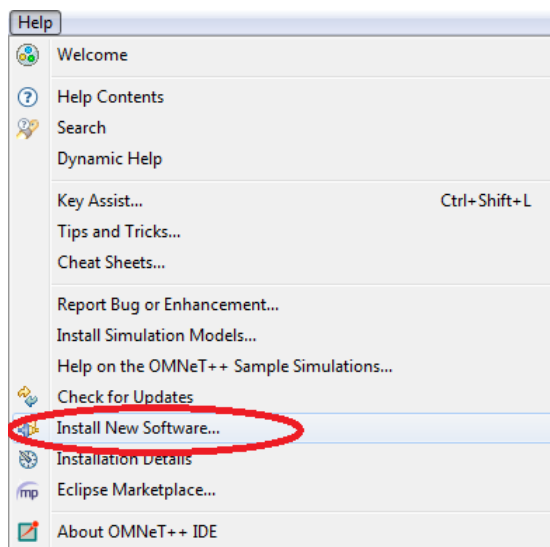 Help
Welcome
Help Contents
Search
Dynamic Help
Key Assist... Ctrl+Shift+L
Tips and Tricks...
Cheat Sheets...
Report Bug or Enhancement...
Install Simulation Models...
Help on the OMNeT++ Sample Simulations...
Check for Updates
Install New Software...
Installation Details
mp Eclipse Marketplace...
About OMNeT++ IDE